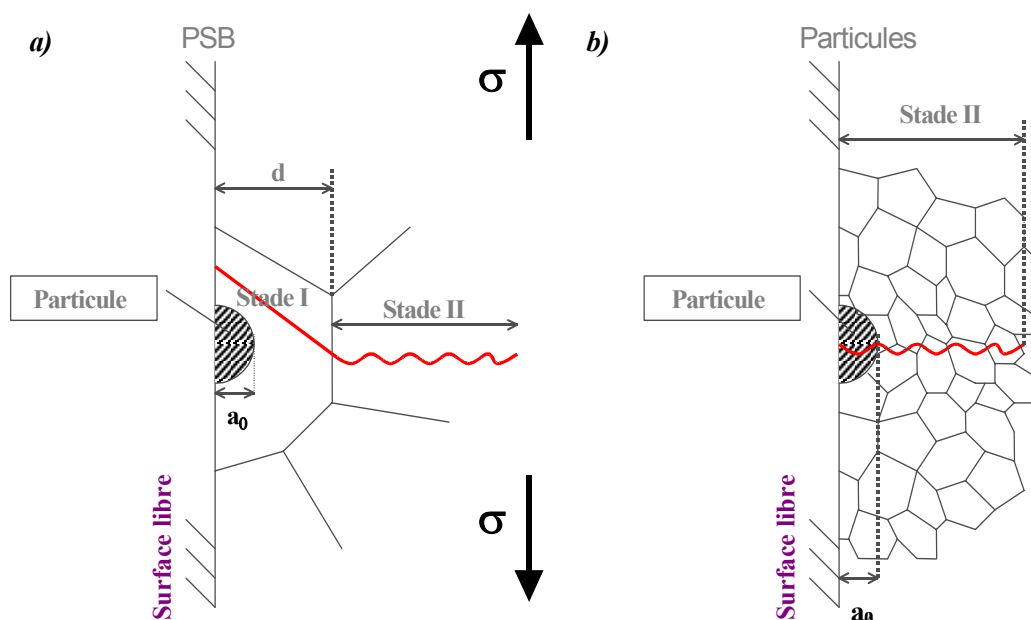 a)
PSB
σ
b)
Particules
Stade II
d
Particule
Stade I
Stade II
Particule
a₀
σ
Surface libre
Surface libre
a₀